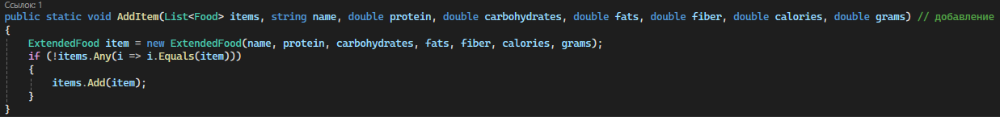 Ссылок: 1
public static void AddItem(List<Food> items, string name, double protein, double carbohydrates, double fats, double fiber, double calories, double grams) // добавление
{
ExtendedFood item = new ExtendedFood(name, protein, carbohydrates, fats, fiber, calories, grams);
if (!items.Any(i => i.Equals(item)))
{
items.Add(item);
}
}